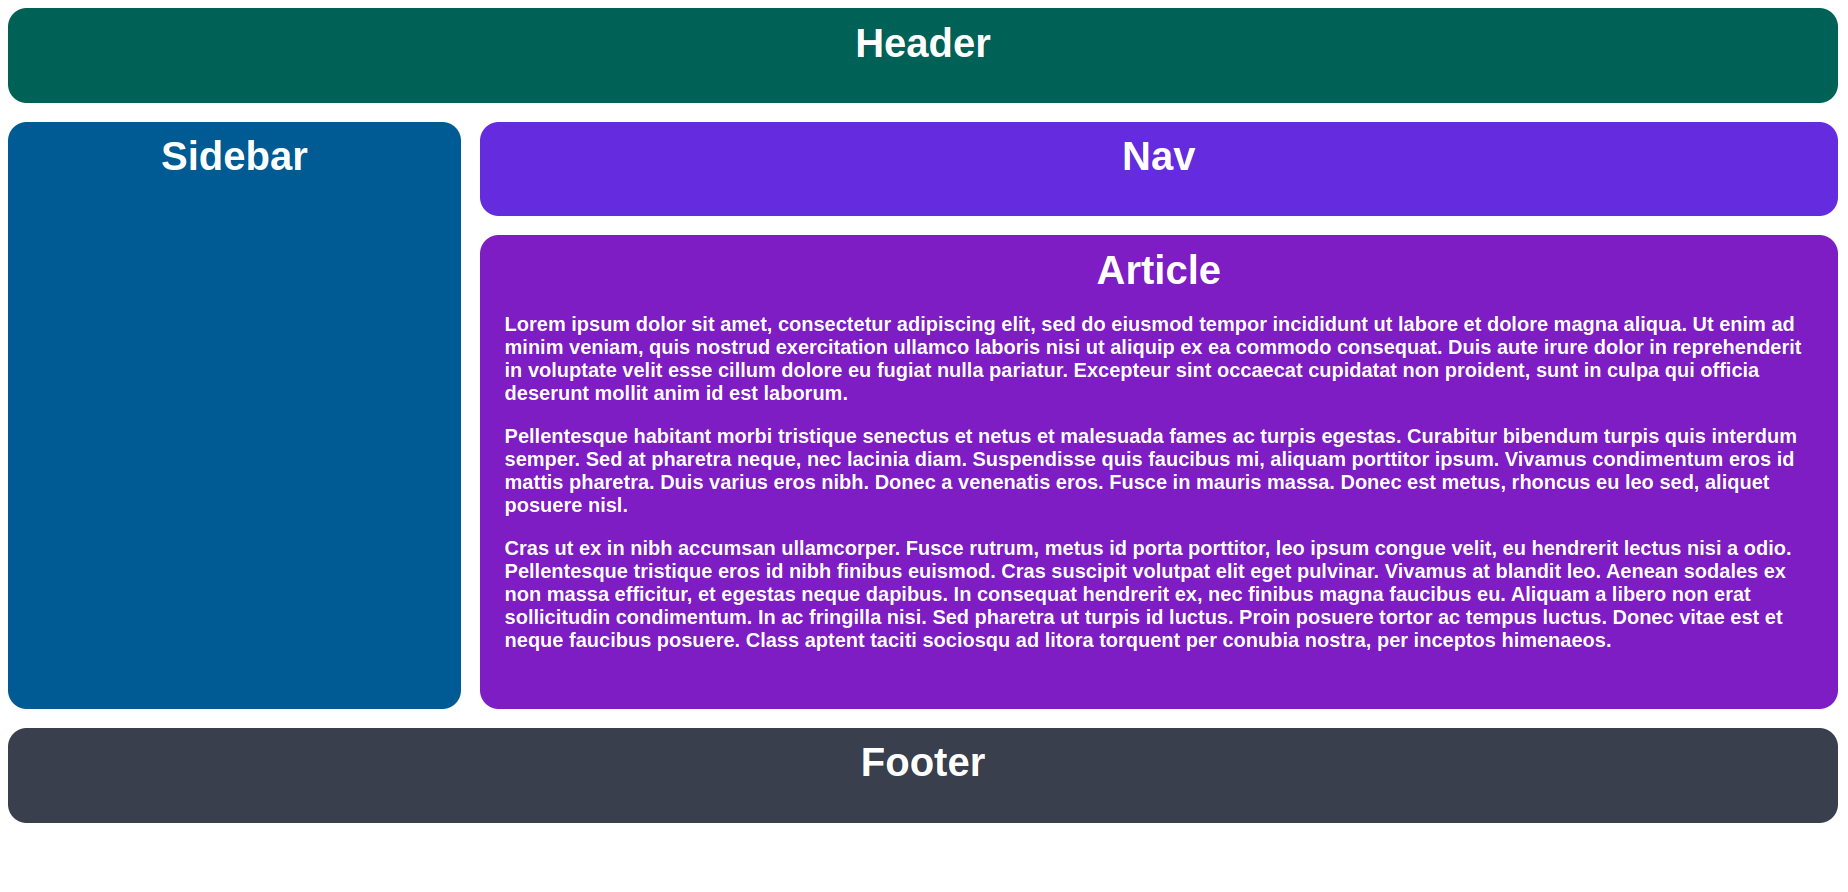 Header
Sidebar
Nav
Article
Lorem ipsum dolor sit amet, consectetur adipiscing elit, sed do eiusmod tempor incididunt ut labore et dolore magna aliqua. Ut enim ad
minim veniam, quis nostrud exercitation ullamco laboris nisi ut aliquip ex ea commodo consequat. Duis aute irure dolor in reprehenderit
in voluptate velit esse cillum dolore eu fugiat nulla pariatur. Excepteur sint occaecat cupidatat non proident, sunt in culpa qui officia
deserunt mollit anim id est laborum.
Pellentesque habitant morbi tristique senectus et netus et malesuada fames ac turpis egestas. Curabitur bibendum turpis quis interdum
semper. Sed at pharetra neque, nec lacinia diam. Suspendisse quis faucibus mi, aliquam porttitor ipsum. Vivamus condimentum eros id
mattis pharetra. Duis varius eros nibh. Donec a venenatis eros. Fusce in mauris massa. Donec est metus, rhoncus eu leo sed, aliquet
posuere nisl.
Cras ut ex in nibh accumsan ullamcorper. Fusce rutrum, metus id porta porttitor, leo ipsum congue velit, eu hendrerit lectus nisi a odio.
Pellentesque tristique eros id nibh finibus euismod. Cras suscipit volutpat elit eget pulvinar. Vivamus at blandit leo. Aenean sodales ex
non massa efficitur, et egestas neque dapibus. In consequat hendrerit ex, nec finibus magna faucibus eu. Aliquam a libero non erat
sollicitudin condimentum. In ac fringilla nisi. Sed pharetra ut turpis id luctus. Proin posuere tortor ac tempus luctus. Donec vitae est et
neque faucibus posuere. Class aptent taciti sociosqu ad litora torquent per conubia nostra, per inceptos himenaeos.
Footer